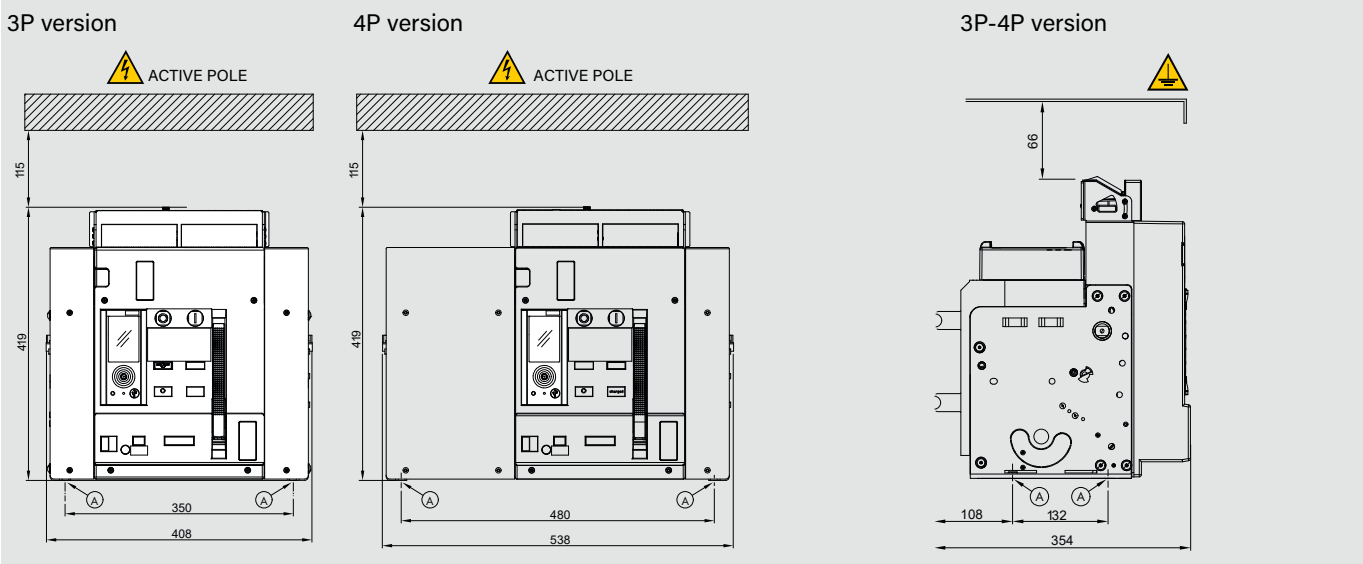 3P version
4P version
3P-4P version
ACTIVE POLE
ACTIVE POLE
115
115
66
419
419
charged
A
A
350
408
A
A
480
538
A
A
108
132
354